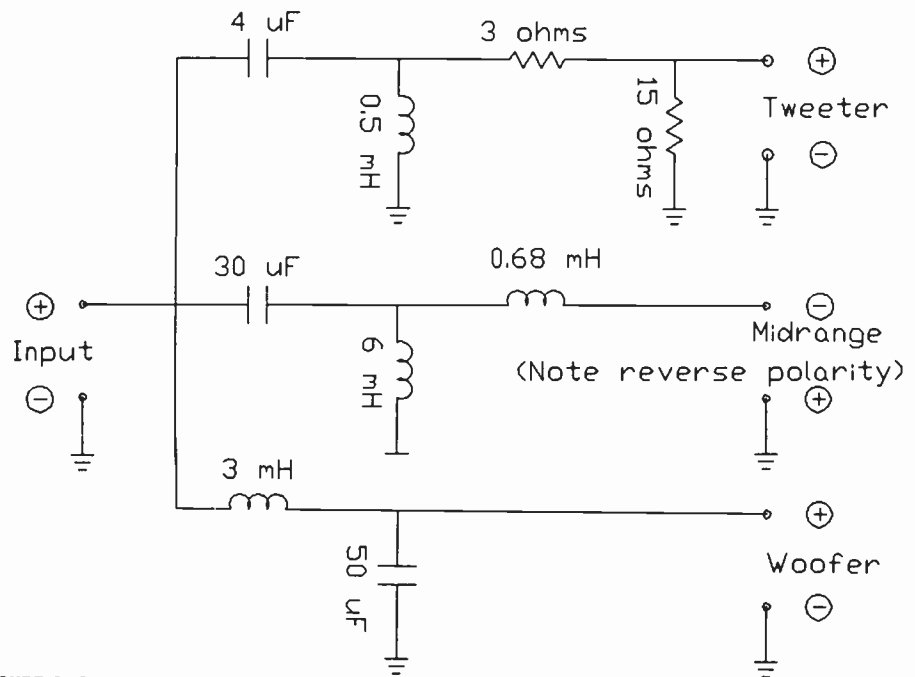 4 uF
3 ohms
+
Tweeter
0.5 mH
15 ohms
−
30 uF
0.68 mH
+
−
Input
Midrange
6 mH
(Note reverse polarity)
−
+
3 mH
+
50 uF
Woofer
−